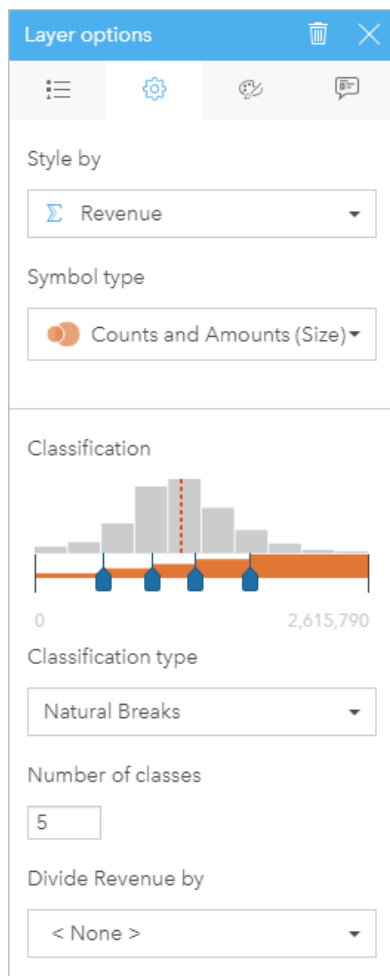 Layer options
Style by
Σ Revenue
Symbol type
Counts and Amounts (Size)
Classification
0 2,615,790
Classification type
Natural Breaks
Number of classes
5
Divide Revenue by
< None >